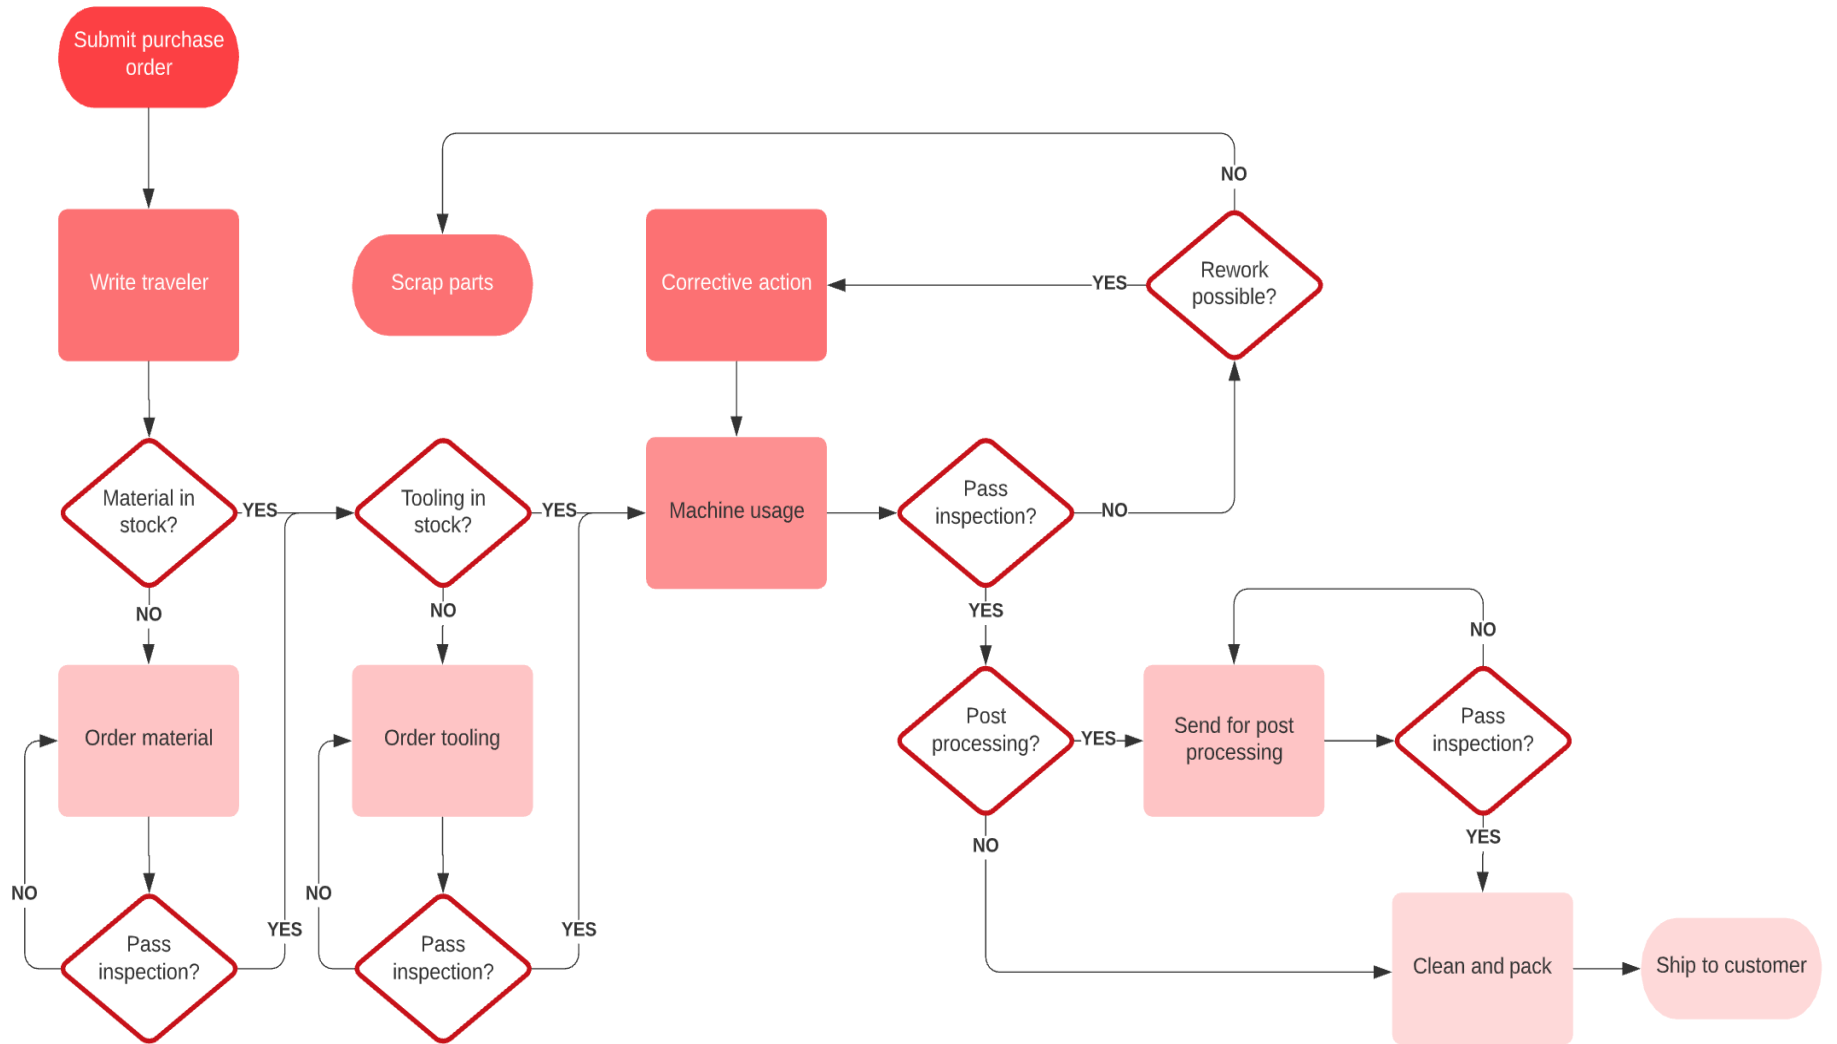 Submit purchase
order
NO
Write traveler
Scrap parts
Corrective action
YES
Rework
possible?
Material in
stock?
YES
Tooling in
stock?
YES
Machine usage
Pass
inspection?
NO
NO
NO
YES
NO
Order material
Order tooling
Post
processing?
YES
Send for post
processing
Pass
inspection?
NO
YES
NO
NO
YES
YES
Pass
inspection?
Pass
inspection?
Clean and pack
Ship to customer